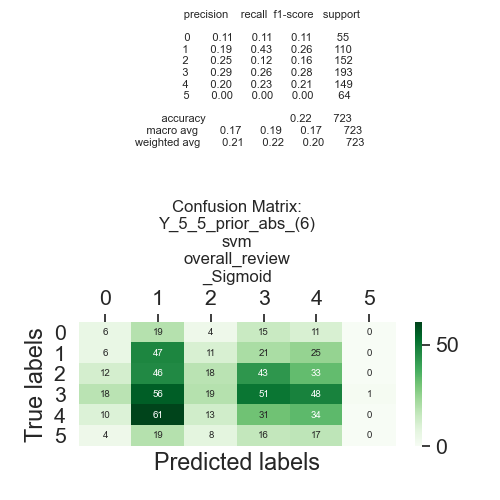 precision recall f1-score support
0 0.11 0.11 0.11 55
1 0.19 0.43 0.26 110
2 0.25 0.12 0.16 152
3 0.29 0.26 0.28 193
4 0.20 0.23 0.21 149
5 0.00 0.00 0.00 64
accuracy 0.22 723
macro avg 0.17 0.19 0.17 723
weighted avg 0.21 0.22 0.20 723
Confusion Matrix:
Y_5_5_prior_abs_(6)
svm
overall_review
_Sigmoid
0 1 2 3 4 5
0 6 19 4 15 11 0
1 6 47 11 21 25 0
2 12 46 18 43 33 0
3 18 56 19 51 48 1
4 10 61 13 31 34 0
5 4 19 8 16 17 0
True labels
Predicted labels
50
0